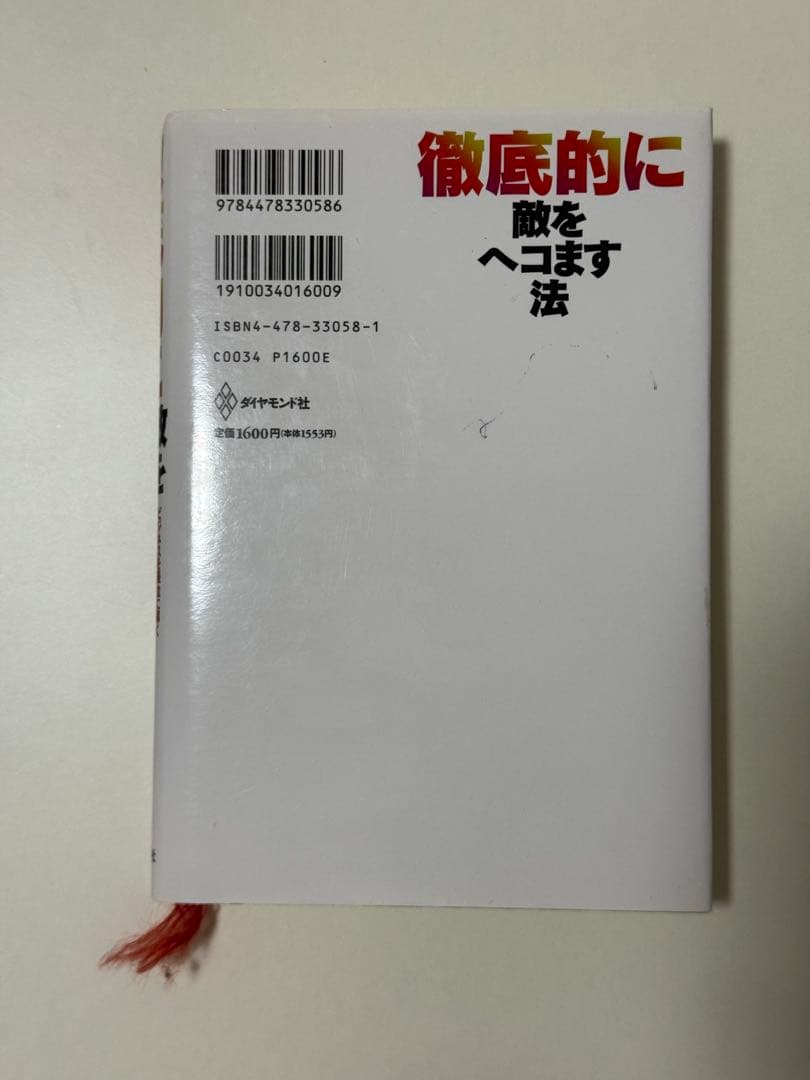 徹底的に
敵を
ヘコます
法
9784478330586
1910034016009
ISBN4-478-33058-1
C0034 P1600E
ダイヤモンド社
定価1600円(本体1553円)